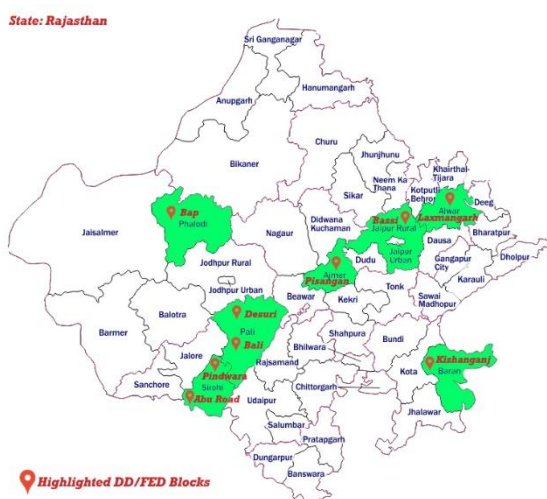 State: Rajasthan
Sri Ganganagar
Hanumangarh
Anupgarh
Churu
Bikaner
Jhunjhunu
Neem Ka
Thana
Khairthal-
Tijara
Kotputli
Behror
Sikar
Alwar
Laxmangarh
Deeg
Bap
Phalodi
Jaisalmer
Nagaur
Didwana
Kuchaman
Bassi
Jaipur Rural
Bharatpur
Dausa
Jaipur
Urban
Gangapur
City
Dholpur
Jodhpur Rural
Ajmer
Pisangan
Dudu
Karauli
Jodhpur Urban
Beawar
Kekri
Tonk
Sawai
Madhopur
Barmer
Balotra
Desuri
Pali
Bali
Shahpura
Bundi
Jalore
Bhilwara
Rajsamand
Pindwara
Sirohi
Kota
Kishanganj
Baran
Sanchore
Abu Road
Udaipur
Chittorgarh
Jhalawar
Salumbar
Pratapgarh
Dungarpur
Banswara
Highlighted DD/FED Blocks